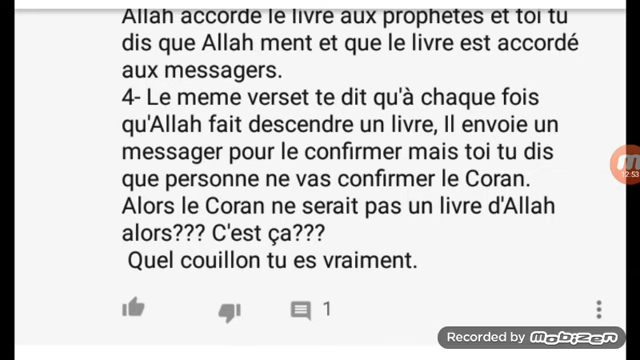 Allah accorde le livre aux prophètes et toi tu
dis que Allah ment et que le livre est accordé
aux messagers.
4- Le meme verset te dit qu'à chaque fois
qu'Allah fait descendre un livre, Il envoie un
messager pour le confirmer mais toi tu dis
que personne ne vas confirmer le Coran.
Alors le Coran ne serait pas un livre d'Allah
alors??? C'est ça???
Quel couillon tu es vraiment.
1
12:53
Recorded by mobizen